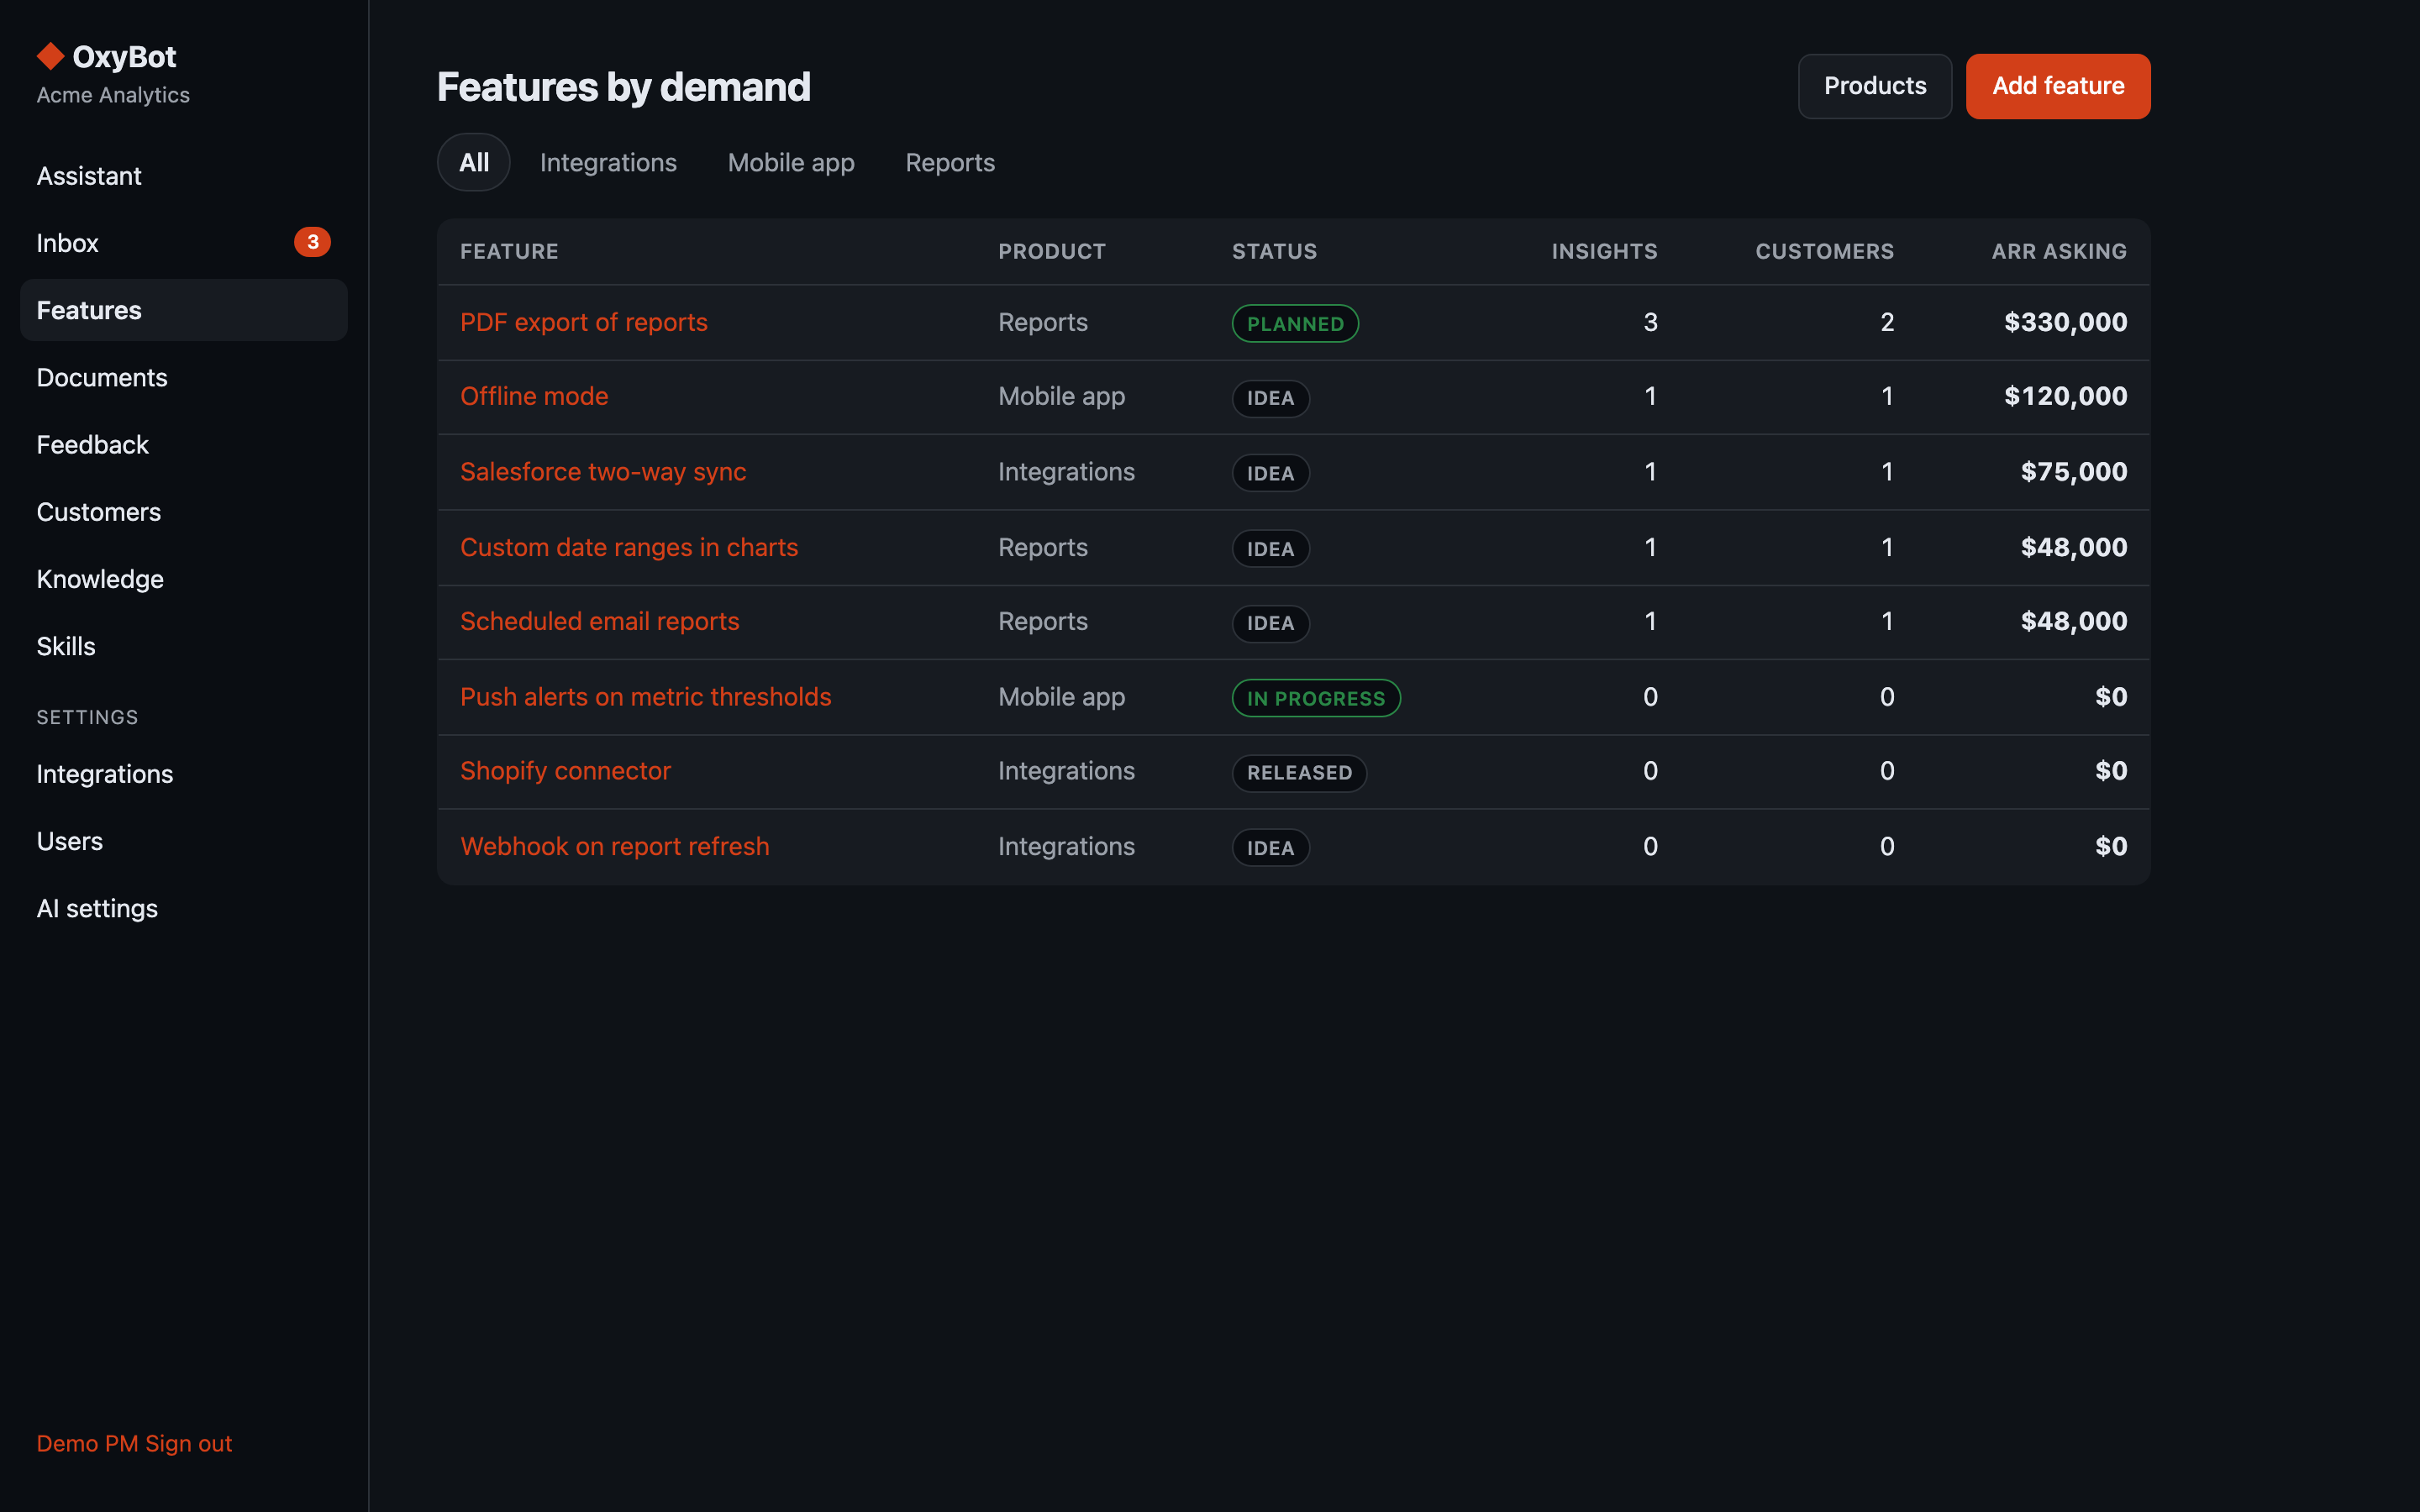 OxyBot
Acme Analytics
Assistant
Inbox 3
Features
Documents
Feedback
Customers
Knowledge
Skills
SETTINGS
Integrations
Users
AI settings
Demo PM Sign out
Features by demand
Products Add feature
All Integrations Mobile app Reports
FEATURE PRODUCT STATUS INSIGHTS CUSTOMERS ARR ASKING
PDF export of reports Reports PLANNED 3 2 $330,000
Offline mode Mobile app IDEA 1 1 $120,000
Salesforce two-way sync Integrations IDEA 1 1 $75,000
Custom date ranges in charts Reports IDEA 1 1 $48,000
Scheduled email reports Reports IDEA 1 1 $48,000
Push alerts on metric thresholds Mobile app IN PROGRESS 0 0 $0
Shopify connector Integrations RELEASED 0 0 $0
Webhook on report refresh Integrations IDEA 0 0 $0